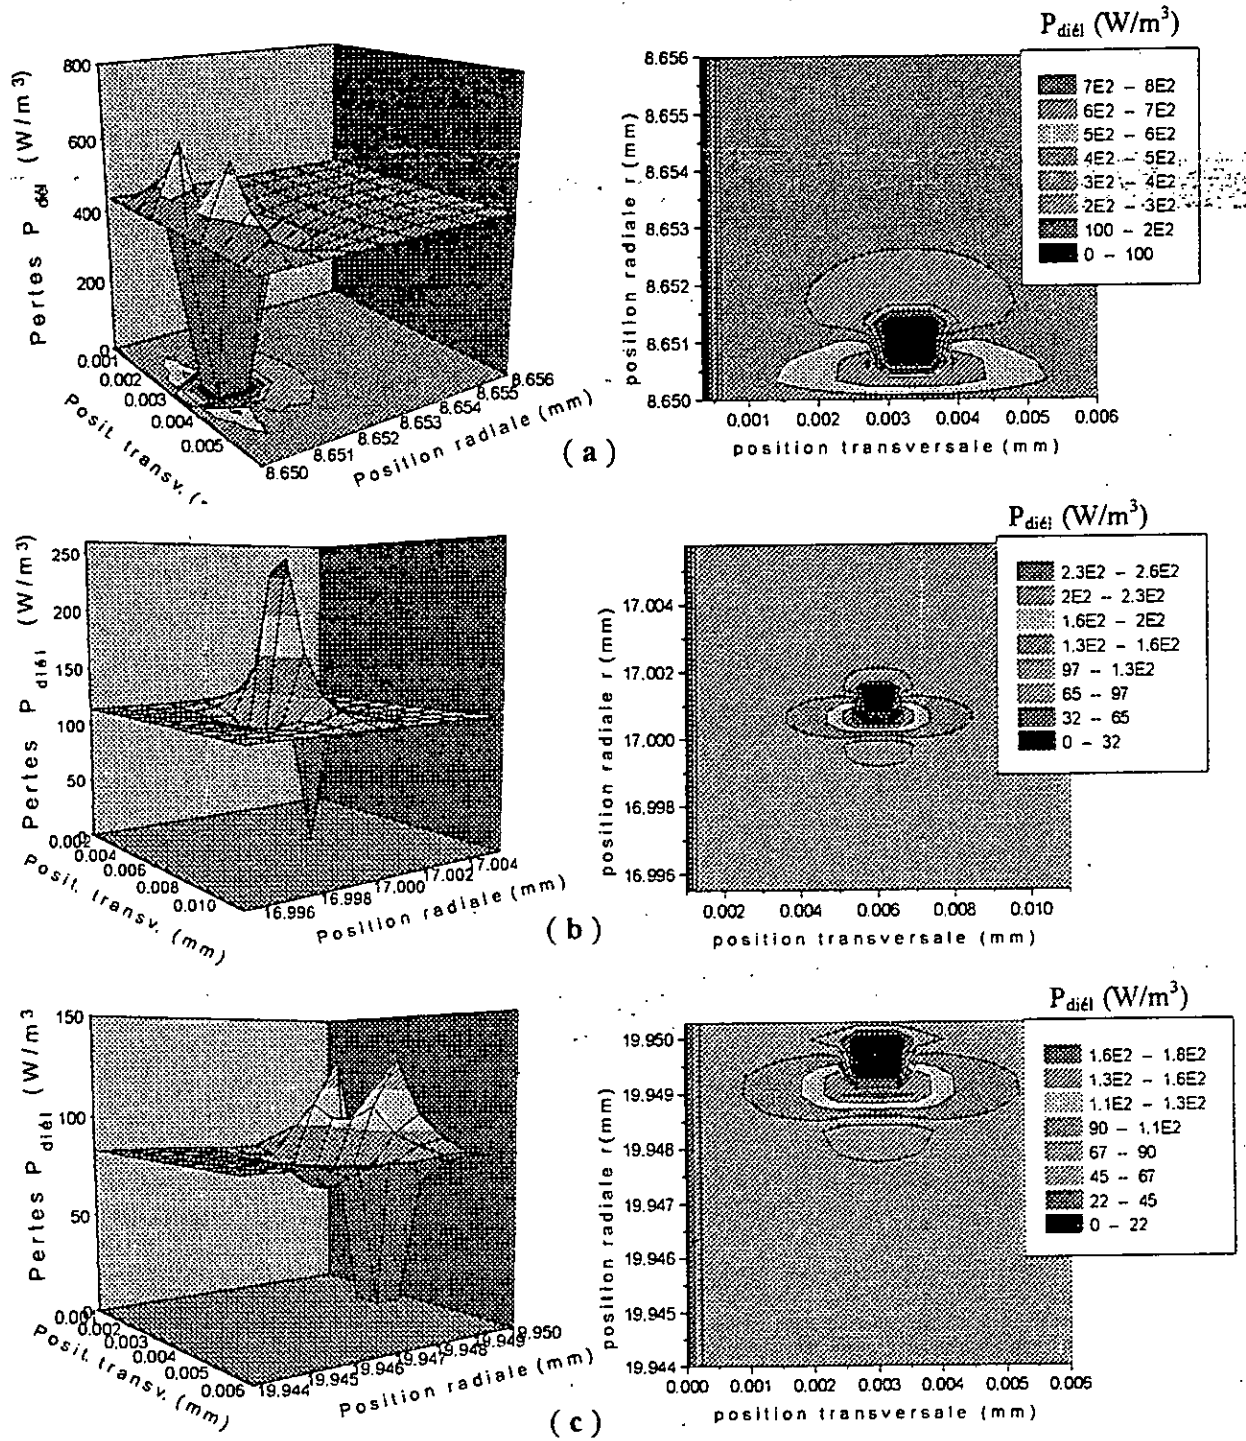 P diél (W/m³)
800
600
400
200
0
Pertes P diél (W/m³)
0.001
0.002
0.003
0.004
0.005
Posit. transv.
8.650
8.651
8.652
8.653
8.654
8.655
8.656
Position radiale (mm)
8.656
8.655
8.654
8.653
8.652
8.651
8.650
position radiale r (mm)
0.001
0.002
0.003
0.004
0.005
0.006
position transversale (mm)
7E2 – 8E2
6E2 – 7E2
5E2 – 6E2
4E2 – 5E2
3E2 – 4E2
2E2 – 3E2
100 – 2E2
0 – 100
( a )
P diél (W/m³)
250
200
150
100
50
0
Pertes P diél (W/m³)
0.002
0.004
0.006
0.008
0.010
Posit. transv. (mm)
16.996
16.998
17.000
17.002
17.004
Position radiale (mm)
17.004
17.002
17.000
16.998
16.996
position radiale r (mm)
0.002
0.004
0.006
0.008
0.010
position transversale (mm)
2.3E2 – 2.6E2
2E2 – 2.3E2
1.6E2 – 2E2
1.3E2 – 1.6E2
97 – 1.3E2
65 – 97
32 – 65
0 – 32
( b )
P diél (W/m³)
150
100
50
0
Pertes P diél (W/m³
0.002
0.003
0.004
0.005
0.006
Posit. transv. (mm)
19.944
19.945
19.946
19.947
19.948
19.949
19.950
Position radiale (mm)
19.950
19.949
19.948
19.947
19.946
19.945
19.944
position radiale r (mm)
0.000
0.001
0.002
0.003
0.004
0.005
position transversale (mm)
1.6E2 – 1.8E2
1.3E2 – 1.6E2
1.1E2 – 1.3E2
90 – 1.1E2
67 – 90
45 – 67
22 – 45
0 – 22
( c )